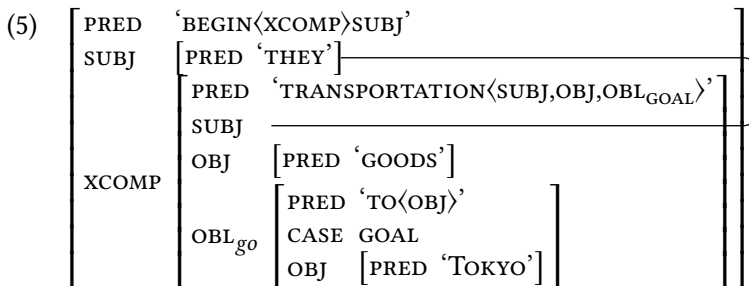 (5) PRED ‘BEGIN⟨XCOMP⟩SUBJ’
SUBJ [PRED ‘THEY’]
PRED ‘TRANSPORTATION⟨SUBJ,OBJ,OBL_GOAL⟩’
SUBJ
OBJ [PRED ‘GOODS’]
XCOMP
PRED ‘TO⟨OBJ⟩’
OBL_go CASE GOAL
OBJ [PRED ‘TOKYO’]